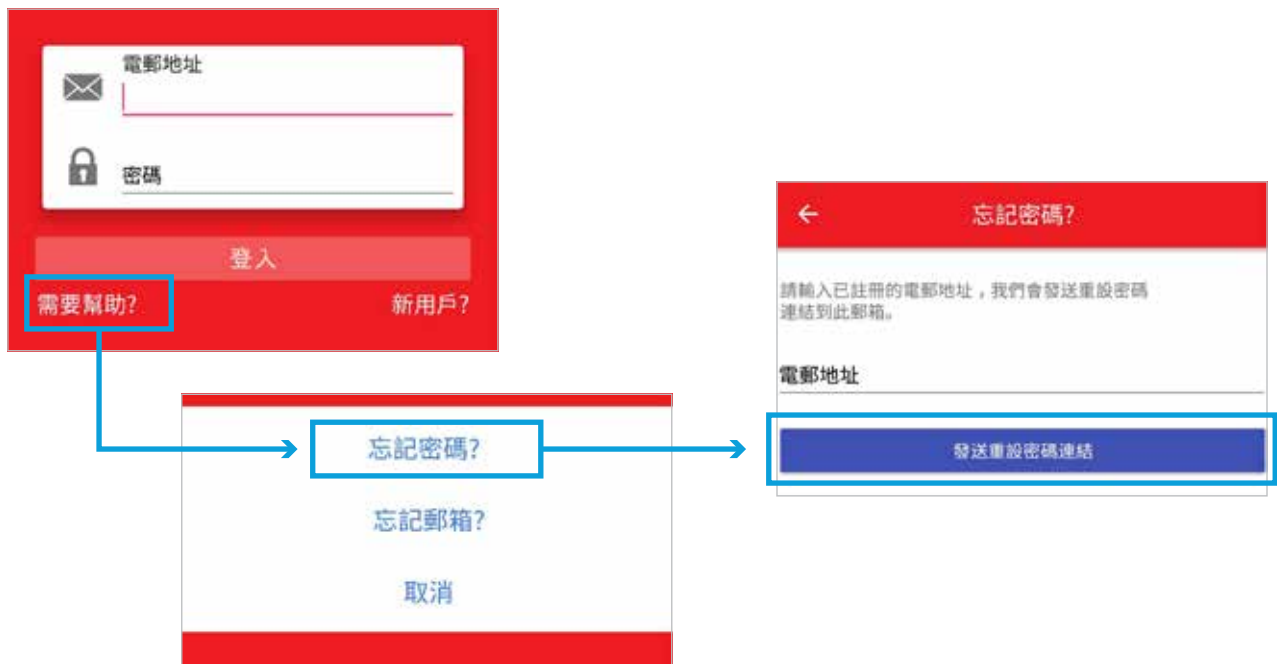 電郵地址
密碼
登入
需要幫助?
新用戶?
忘記密碼?
忘記郵箱?
取消
忘記密碼?
請輸入已註冊的電郵地址，我們會發送重設密碼
連結到此郵箱。
電郵地址
發送重設密碼連結